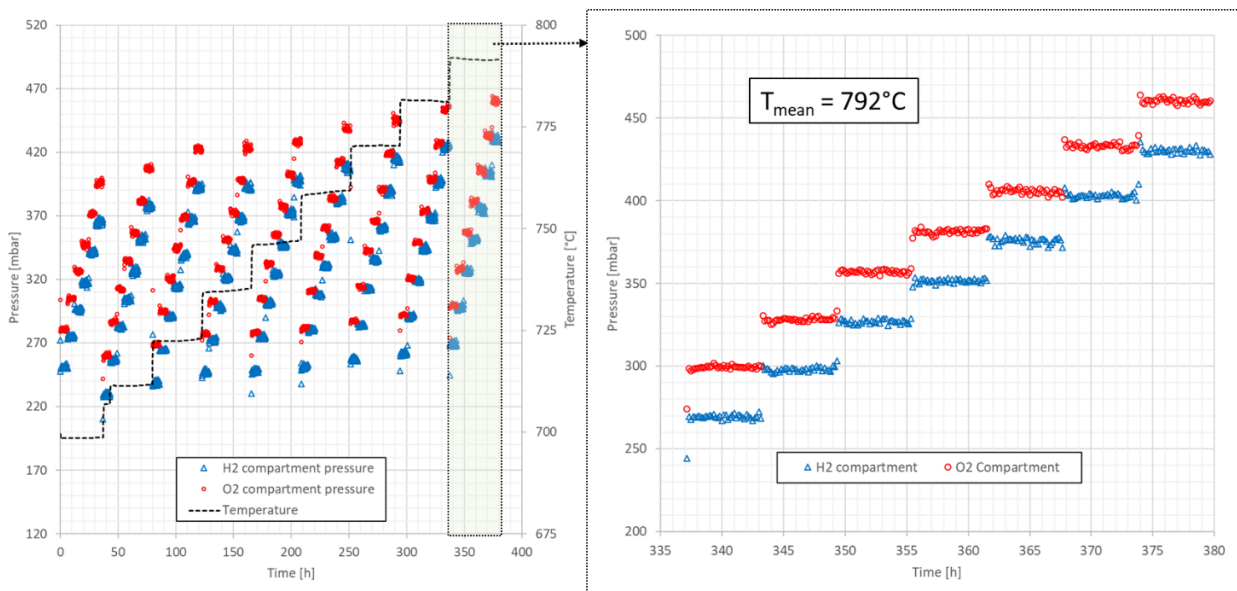 520
470
420
370
320
270
220
170
120
Pressure [mbar]
800
775
750
725
700
675
Temperature [°C]
H2 compartment pressure
O2 compartment pressure
Temperature
0 50 100 150 200 250 300 350 400
Time [h]
500
450
400
350
300
250
200
Pressure [mbar]
Tmean = 792°C
H2 compartment O2 Compartment
335 340 345 350 355 360 365 370 375 380
Time [h]